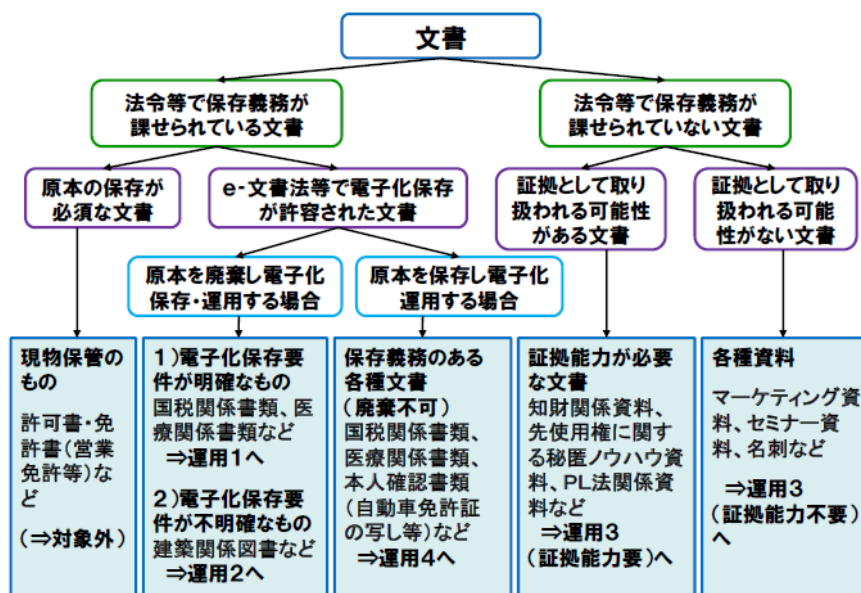 文書
法令等で保存義務が
課せられている文書
法令等で保存義務が
課せられていない文書
原本の保存が
必須な文書
e-文書法等で電子化保存
が許容された文書
証拠として取り
扱われる可能性
がある文書
証拠として取り
扱われる可能
性がない文書
原本を廃棄し電子化
保存・運用する場合
原本を保存し電子化
運用する場合
現物保管の
もの
許可書・免
許書(営業
免許等)な
ど
(⇒対象外)
1)電子化保存要
件が明確なもの
国税関係書類、医
療関係書類など
⇒運用1へ
2)電子化保存要
件が不明確なもの
建築関係図書など
⇒運用2へ
保存義務のある
各種文書
(廃棄不可)
国税関係書類、
医療関係書類、
本人確認書類
(自動車免許証
の写し等)など
⇒運用4へ
証拠能力が必要
な文書
知財関係資料、
先使用権に関す
る秘匿ノウハウ資
料、PL法関係資
料など
⇒運用3
(証拠能力要)へ
各種資料
マーケティング資
料、セミナー資
料、名刺など
⇒運用3
(証拠能力不要)
へ